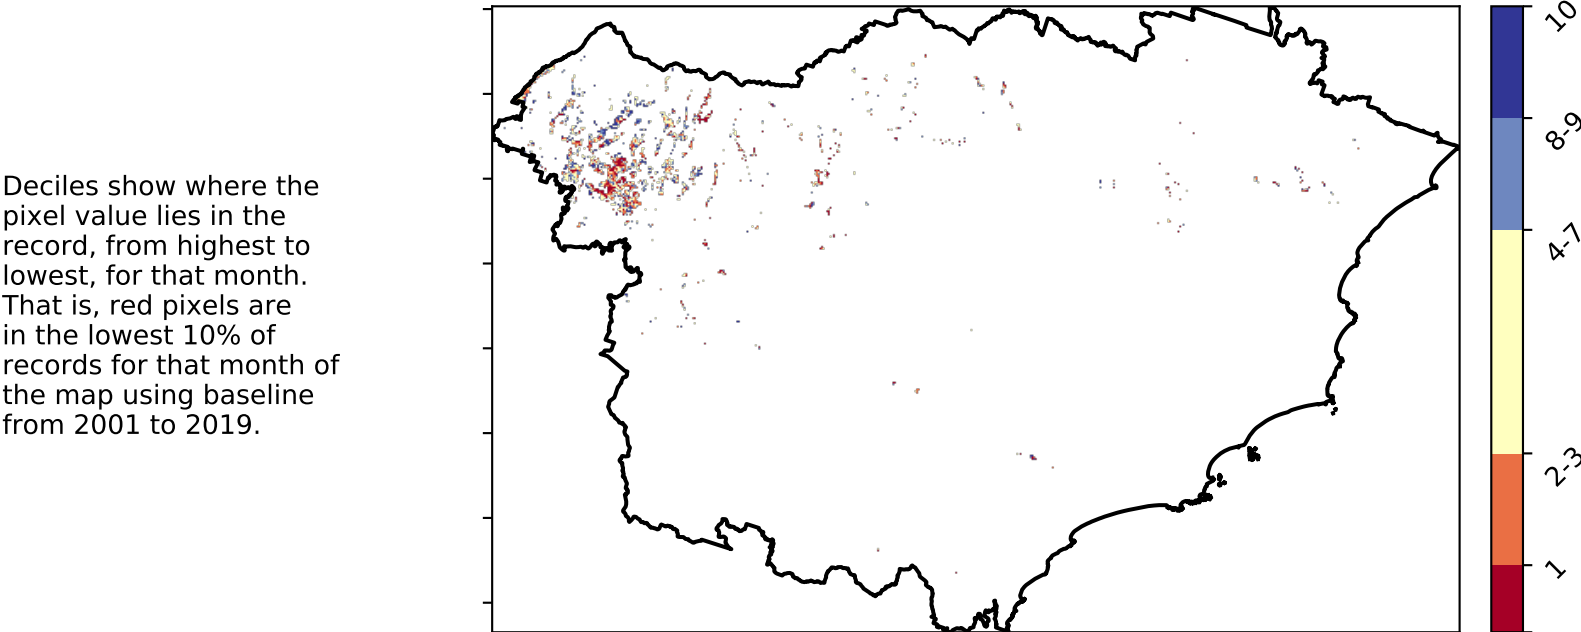 Deciles show where the
pixel value lies in the
record, from highest to
lowest, for that month.
That is, red pixels are
in the lowest 10% of
records for that month of
the map using baseline
from 2001 to 2019.
10
8-9
4-7
2-3
1